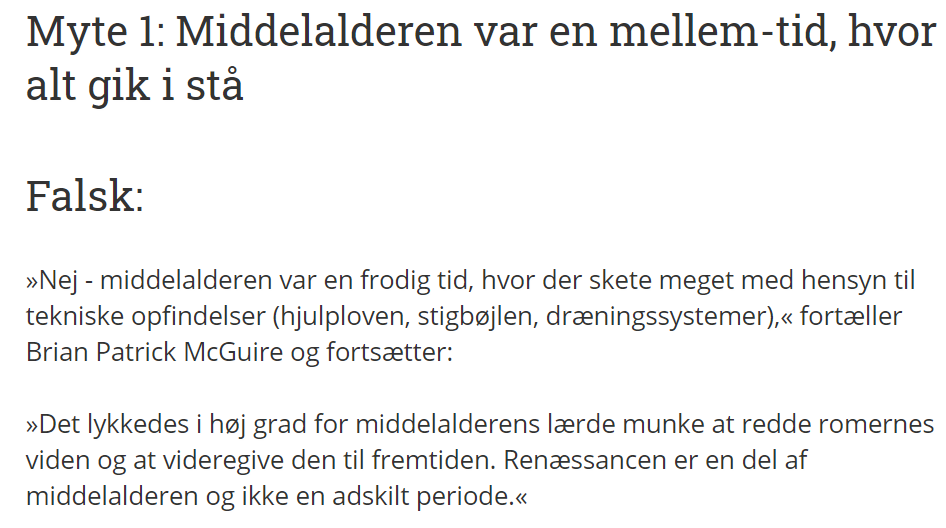 Myte 1: Middelalderen var en mellem-tid, hvor
alt gik i stå
Falsk:
»Nej - middelalderen var en frodig tid, hvor der skete meget med hensyn til
tekniske opfindelser (hjulploven, stigbøjlen, dræningssystemer),« fortæller
Brian Patrick McGuire og fortsætter:
»Det lykkedes i høj grad for middelalderens lærde munke at redde romernes
viden og at videregive den til fremtiden. Renæssancen er en del af
middelalderen og ikke en adskilt periode.«